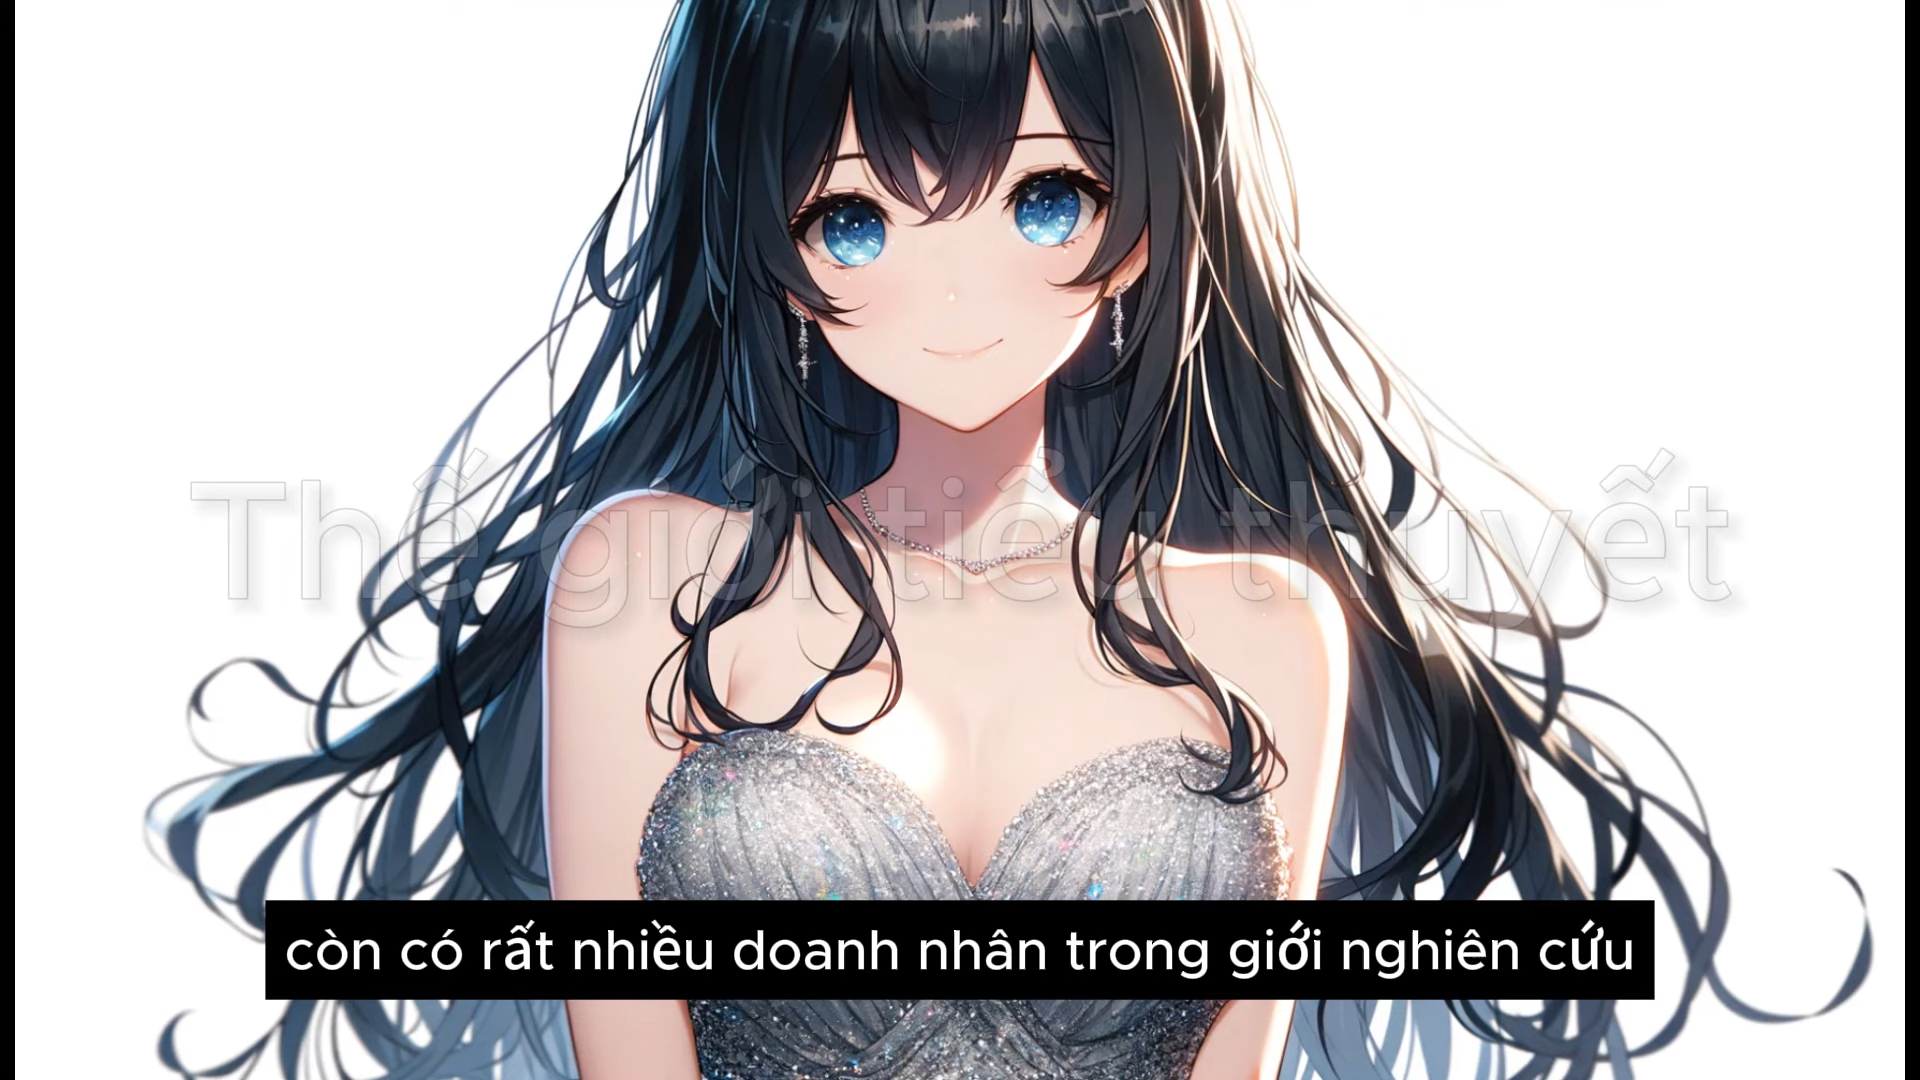 Thế giới tiểu thuyết
còn có rất nhiều doanh nhân trong giới nghiên cứu